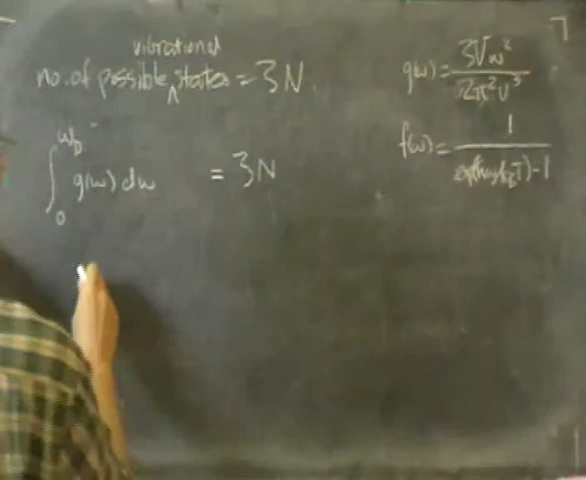 vibrational
no. of possible ∧ states = 3N
∫₀^ω_D g(ω) dω = 3N
g(ω) = 3Vω² / 2π²v³
f(ω) = 1 / exp(ħω/k_BT) - 1